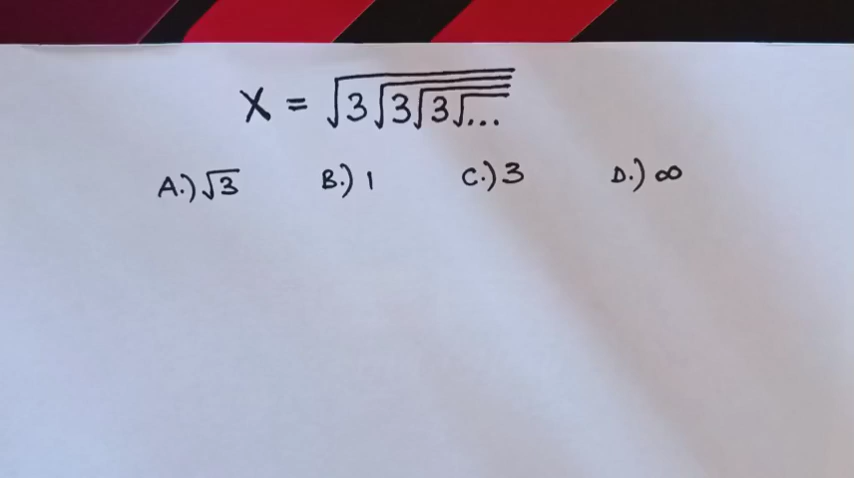 X = √3√3√3√...
A.) √3 B.) 1 C.) 3 D.) ∞